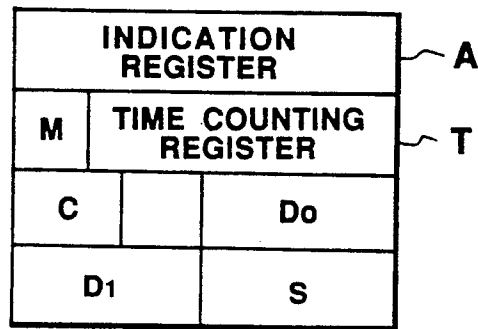 INDICATION
REGISTER
A
M
TIME COUNTING
REGISTER
T
C
Do
D1
S